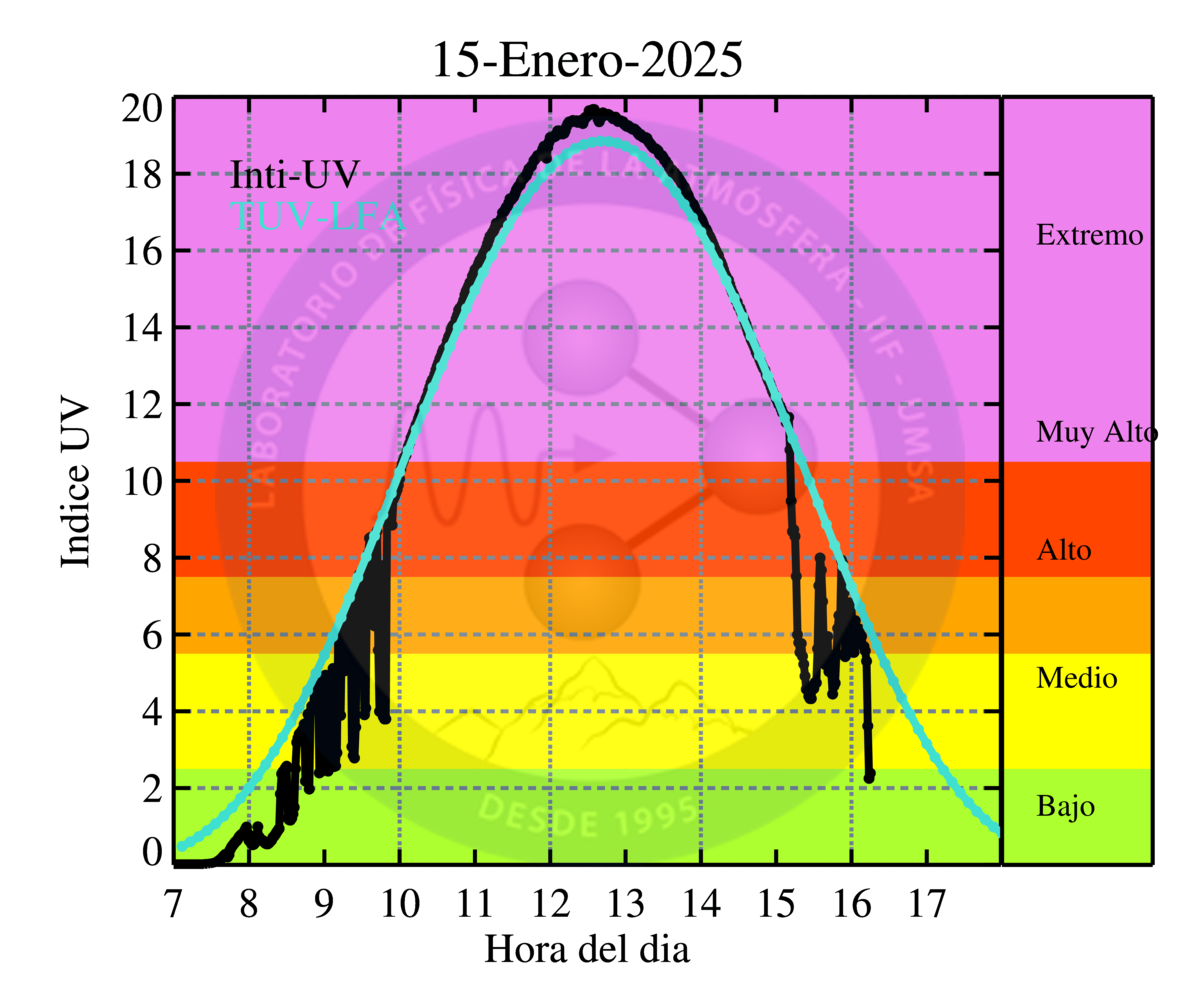 15-Enero-2025
Inti-UV
TUV-LFA
LABORATORIO DE FÍSICA DE LA ATMÓSFERA - IIF - UMSA
DESDE 1995
Indice UV
20
18
16
14
12
10
8
6
4
2
0
Extremo
Muy Alto
Alto
Medio
Bajo
7 8 9 10 11 12 13 14 15 16 17
Hora del dia